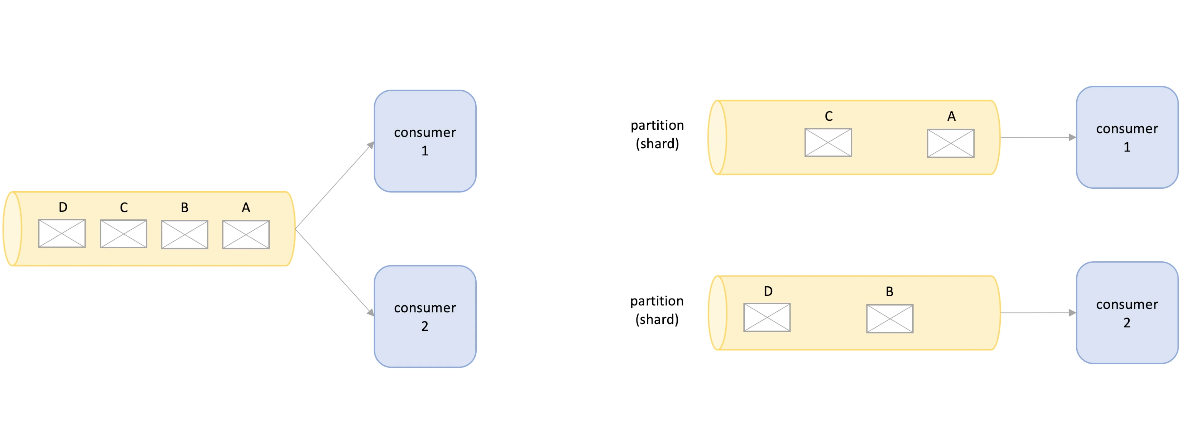 consumer
1
D C B A
consumer
2
partition
(shard)
C A
consumer
1
partition
(shard)
D B
consumer
2